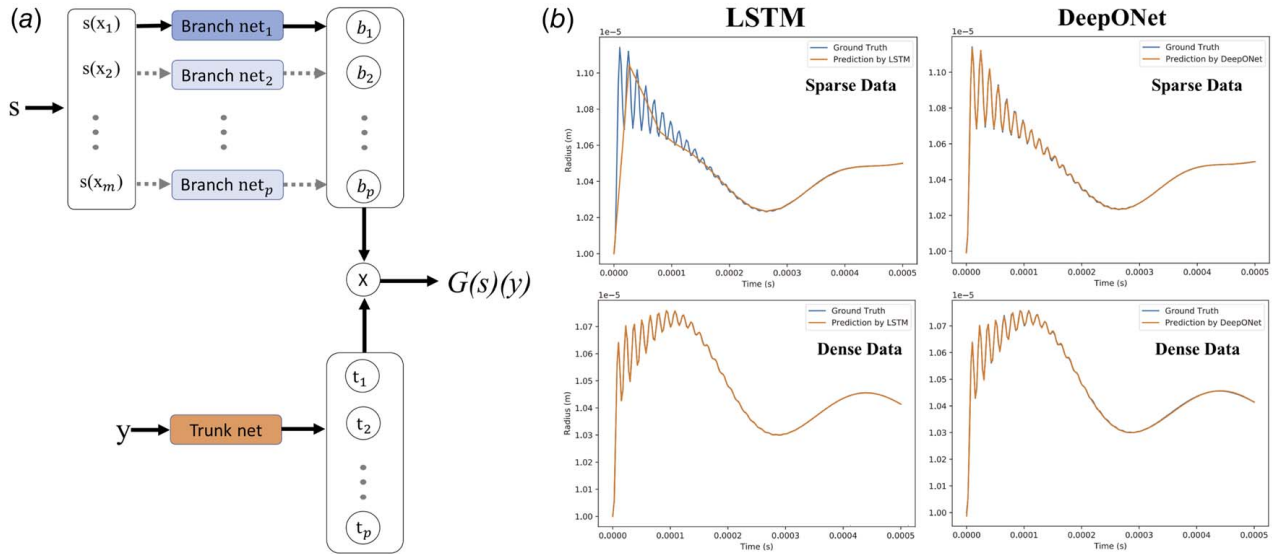 (a)
s
s(x₁)
s(x₂)
s(xₘ)
Branch net₁
Branch net₂
Branch netₚ
b₁
b₂
bₚ
X
G(s)(y)
y
Trunk net
t₁
t₂
tₚ
(b)
LSTM
1e−5
Ground Truth
Prediction by LSTM
Sparse Data
Radius (m)
1.10
1.08
1.06
1.04
1.02
1.00
0.0000 0.0001 0.0002 0.0003 0.0004 0.0005
Time (s)
DeepONet
1e−5
Ground Truth
Prediction by DeepONet
Sparse Data
1.10
1.08
1.06
1.04
1.02
1.00
0.0000 0.0001 0.0002 0.0003 0.0004 0.0005
Time (s)
1e−5
Ground Truth
Prediction by LSTM
Dense Data
Radius (m)
1.07
1.06
1.05
1.04
1.03
1.02
1.01
1.00
0.0000 0.0001 0.0002 0.0003 0.0004 0.0005
Time (s)
1e−5
Ground Truth
Prediction by DeepONet
Dense Data
1.07
1.06
1.05
1.04
1.03
1.02
1.01
1.00
0.0000 0.0001 0.0002 0.0003 0.0004 0.0005
Time (s)